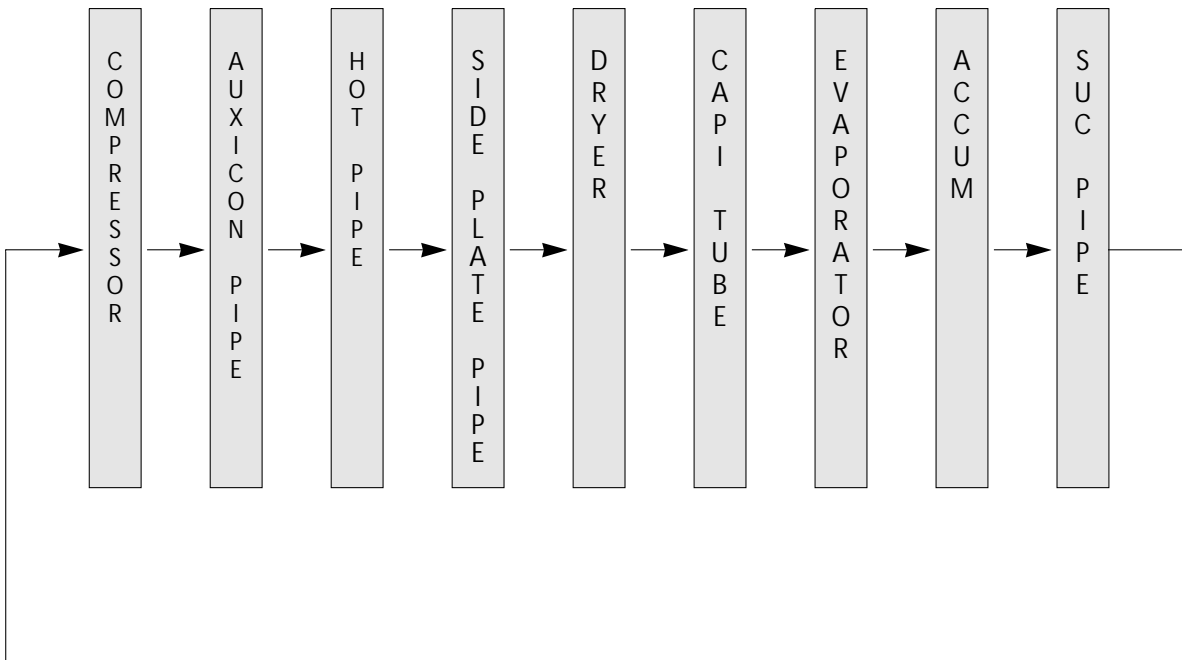 COMPRESSOR
AUXICON PIPE
HOT PIPE
SIDE PLATE PIPE
DRYER
CAPI TUBE
EVAPORATOR
ACCUM
SUC PIPE